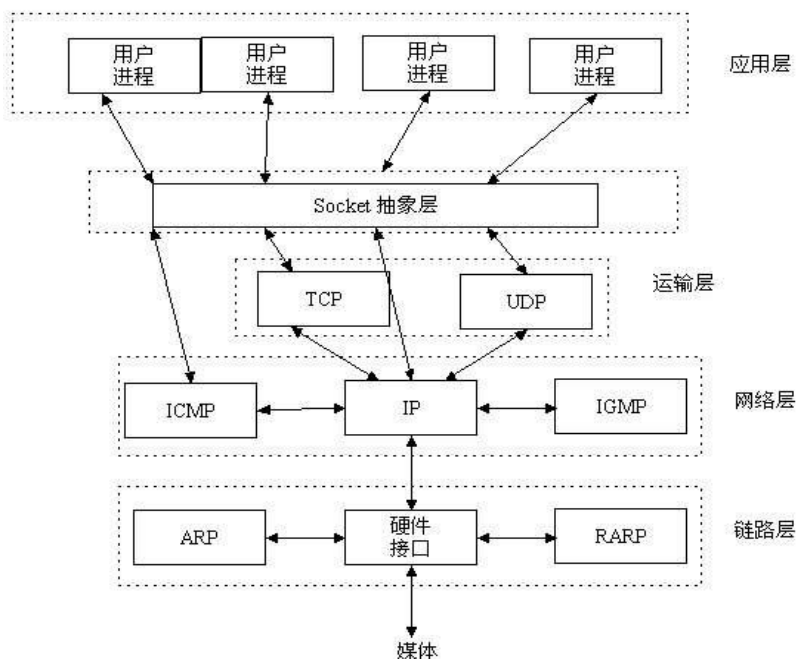 用户
进程
用户
进程
用户
进程
用户
进程
应用层
Socket 抽象层
TCP
UDP
运输层
ICMP
IP
IGMP
网络层
ARP
硬件
接口
RARP
链路层
媒体